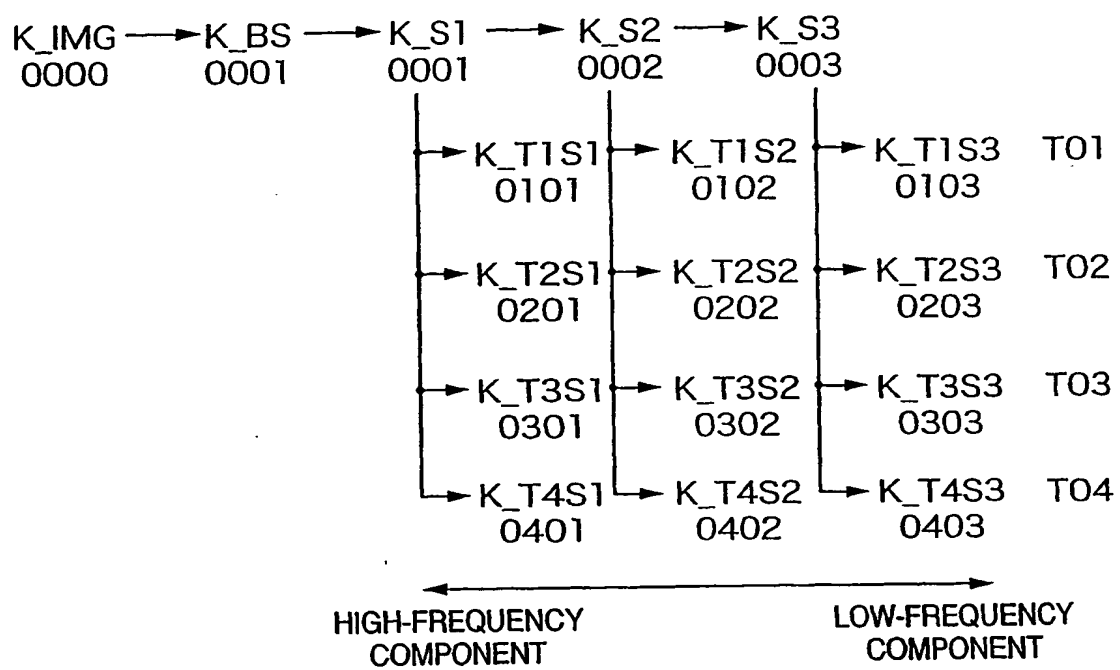 K_IMG K_BS K_S1 K_S2 K_S3
0000 0001 0001 0002 0003
K_T1S1 K_T1S2 K_T1S3 T01
0101 0102 0103
K_T2S1 K_T2S2 K_T2S3 T02
0201 0202 0203
K_T3S1 K_T3S2 K_T3S3 T03
0301 0302 0303
K_T4S1 K_T4S2 K_T4S3 T04
0401 0402 0403
HIGH-FREQUENCY LOW-FREQUENCY
COMPONENT COMPONENT